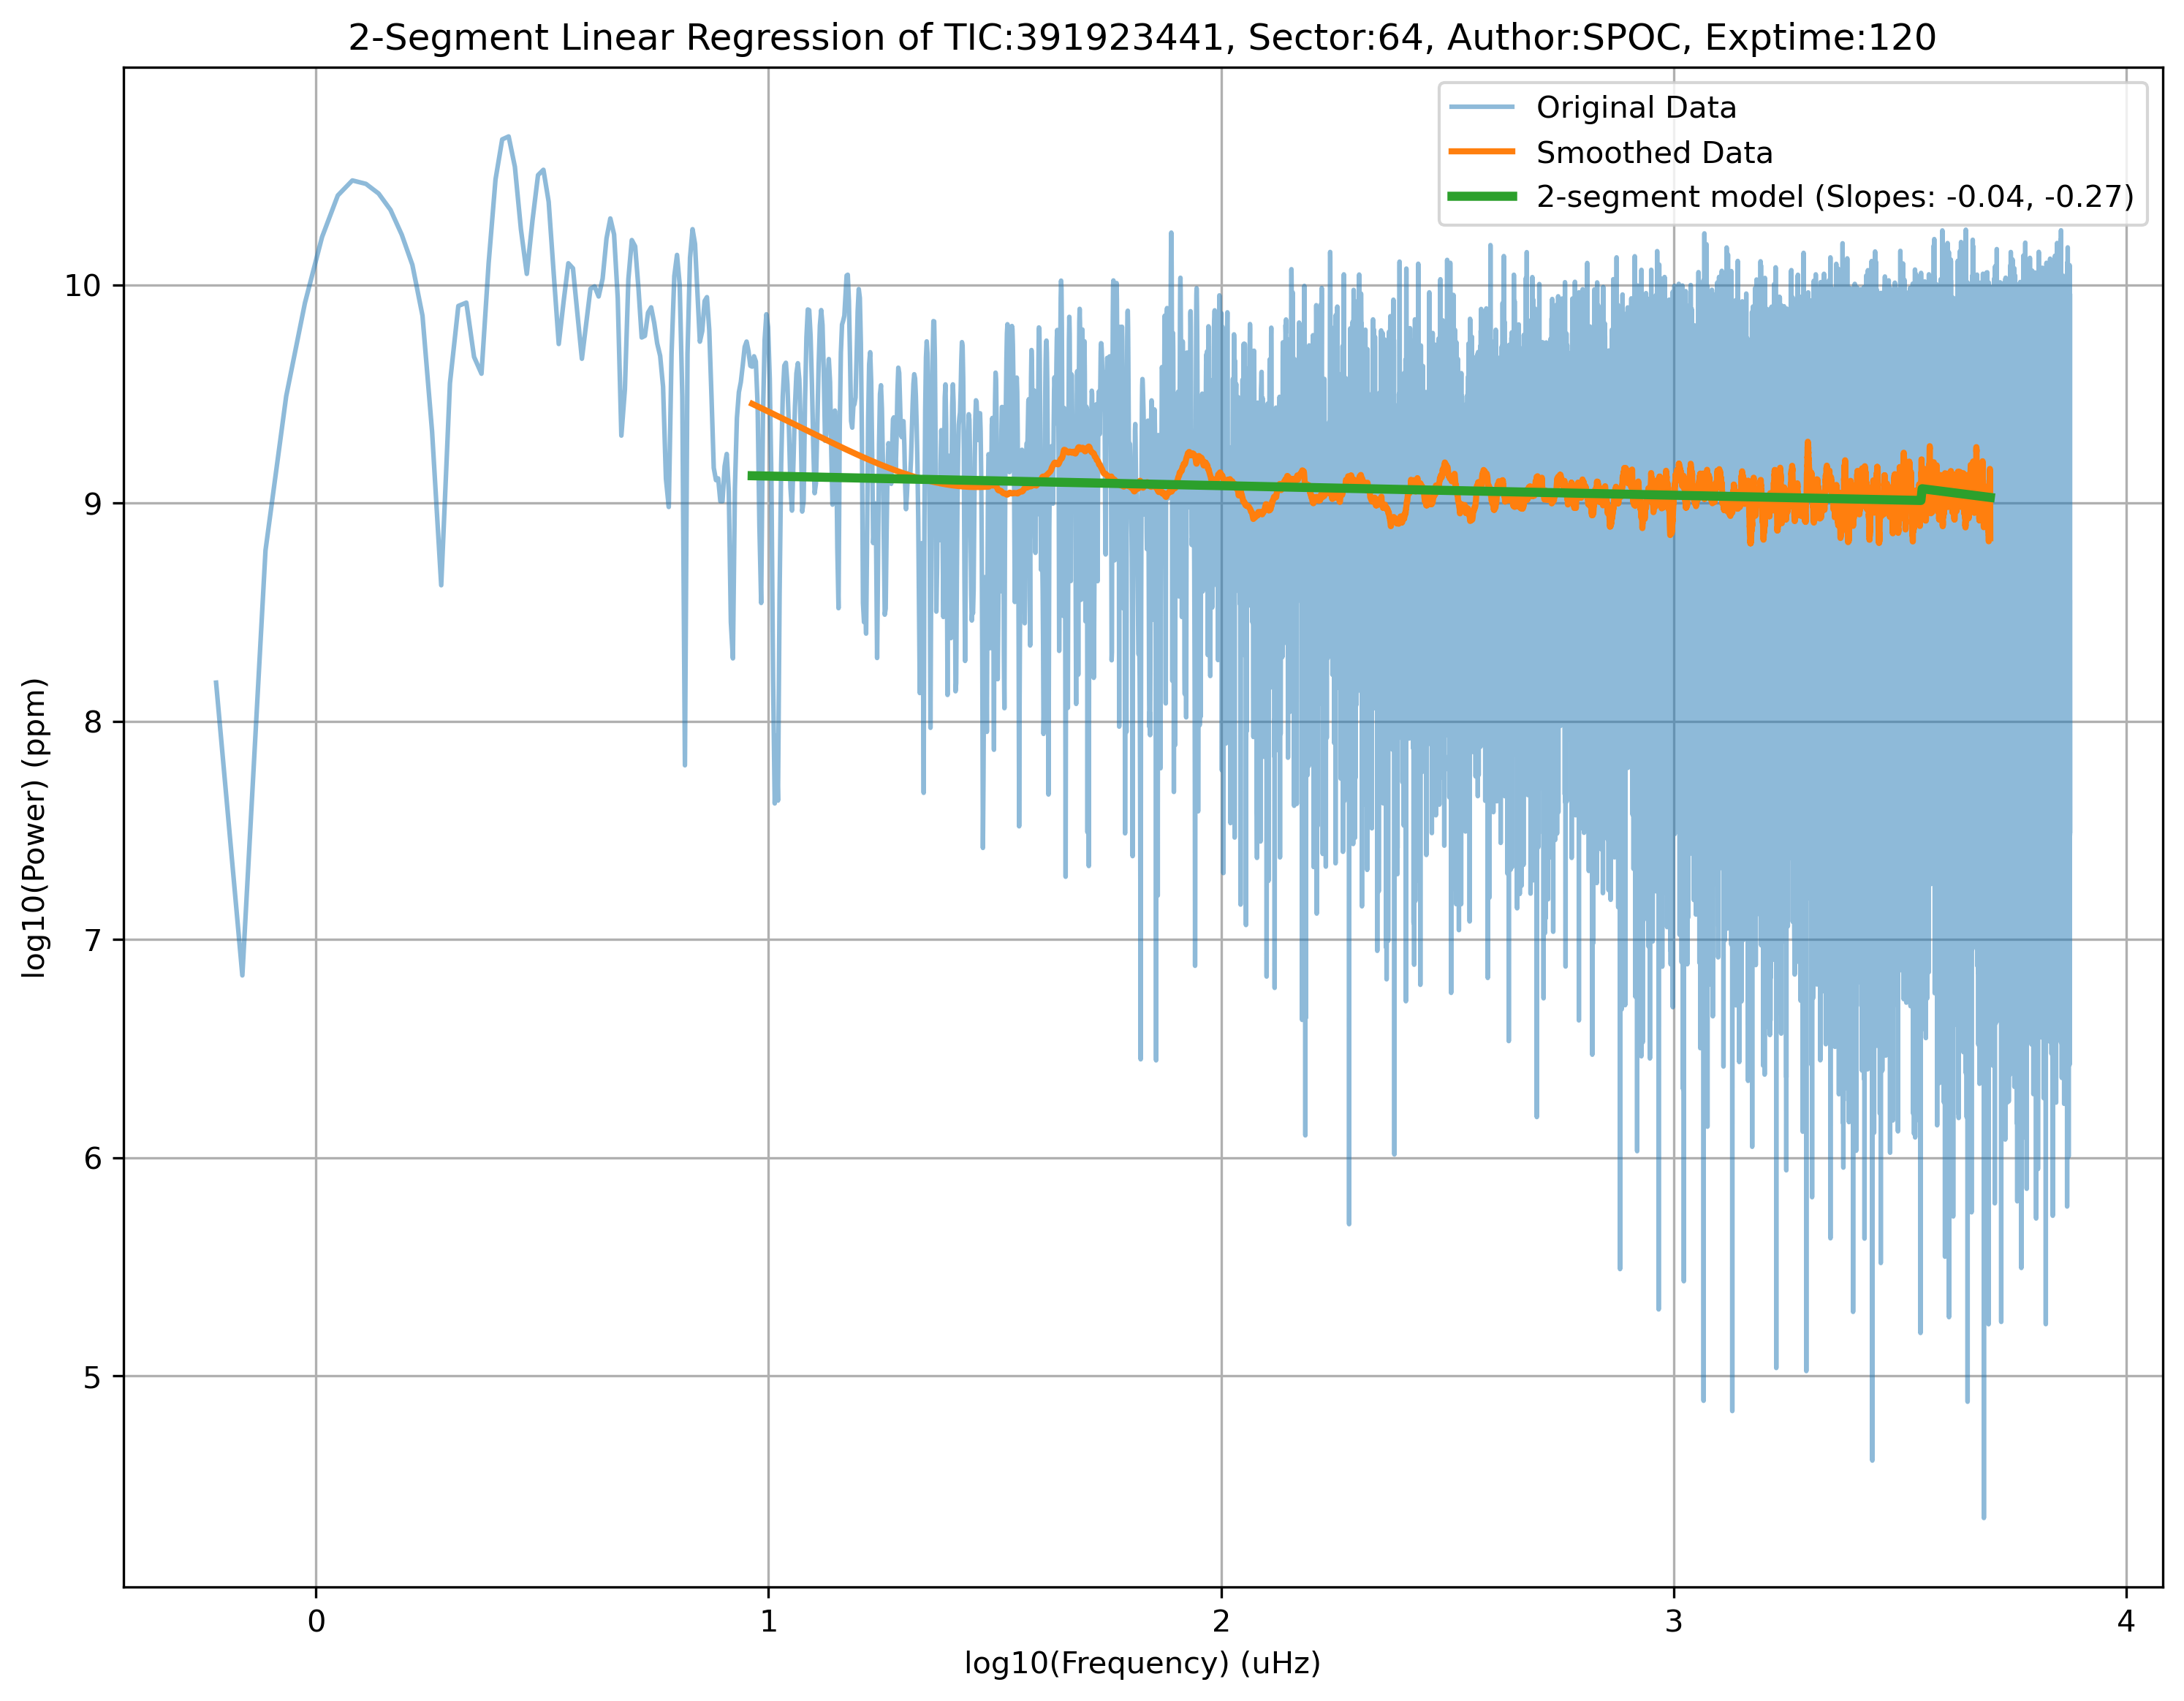 2-Segment Linear Regression of TIC:391923441, Sector:64, Author:SPOC, Exptime:120
Original Data
Smoothed Data
2-segment model (Slopes: -0.04, -0.27)
log10(Power) (ppm)
10
9
8
7
6
5
0
1
2
3
4
log10(Frequency) (uHz)